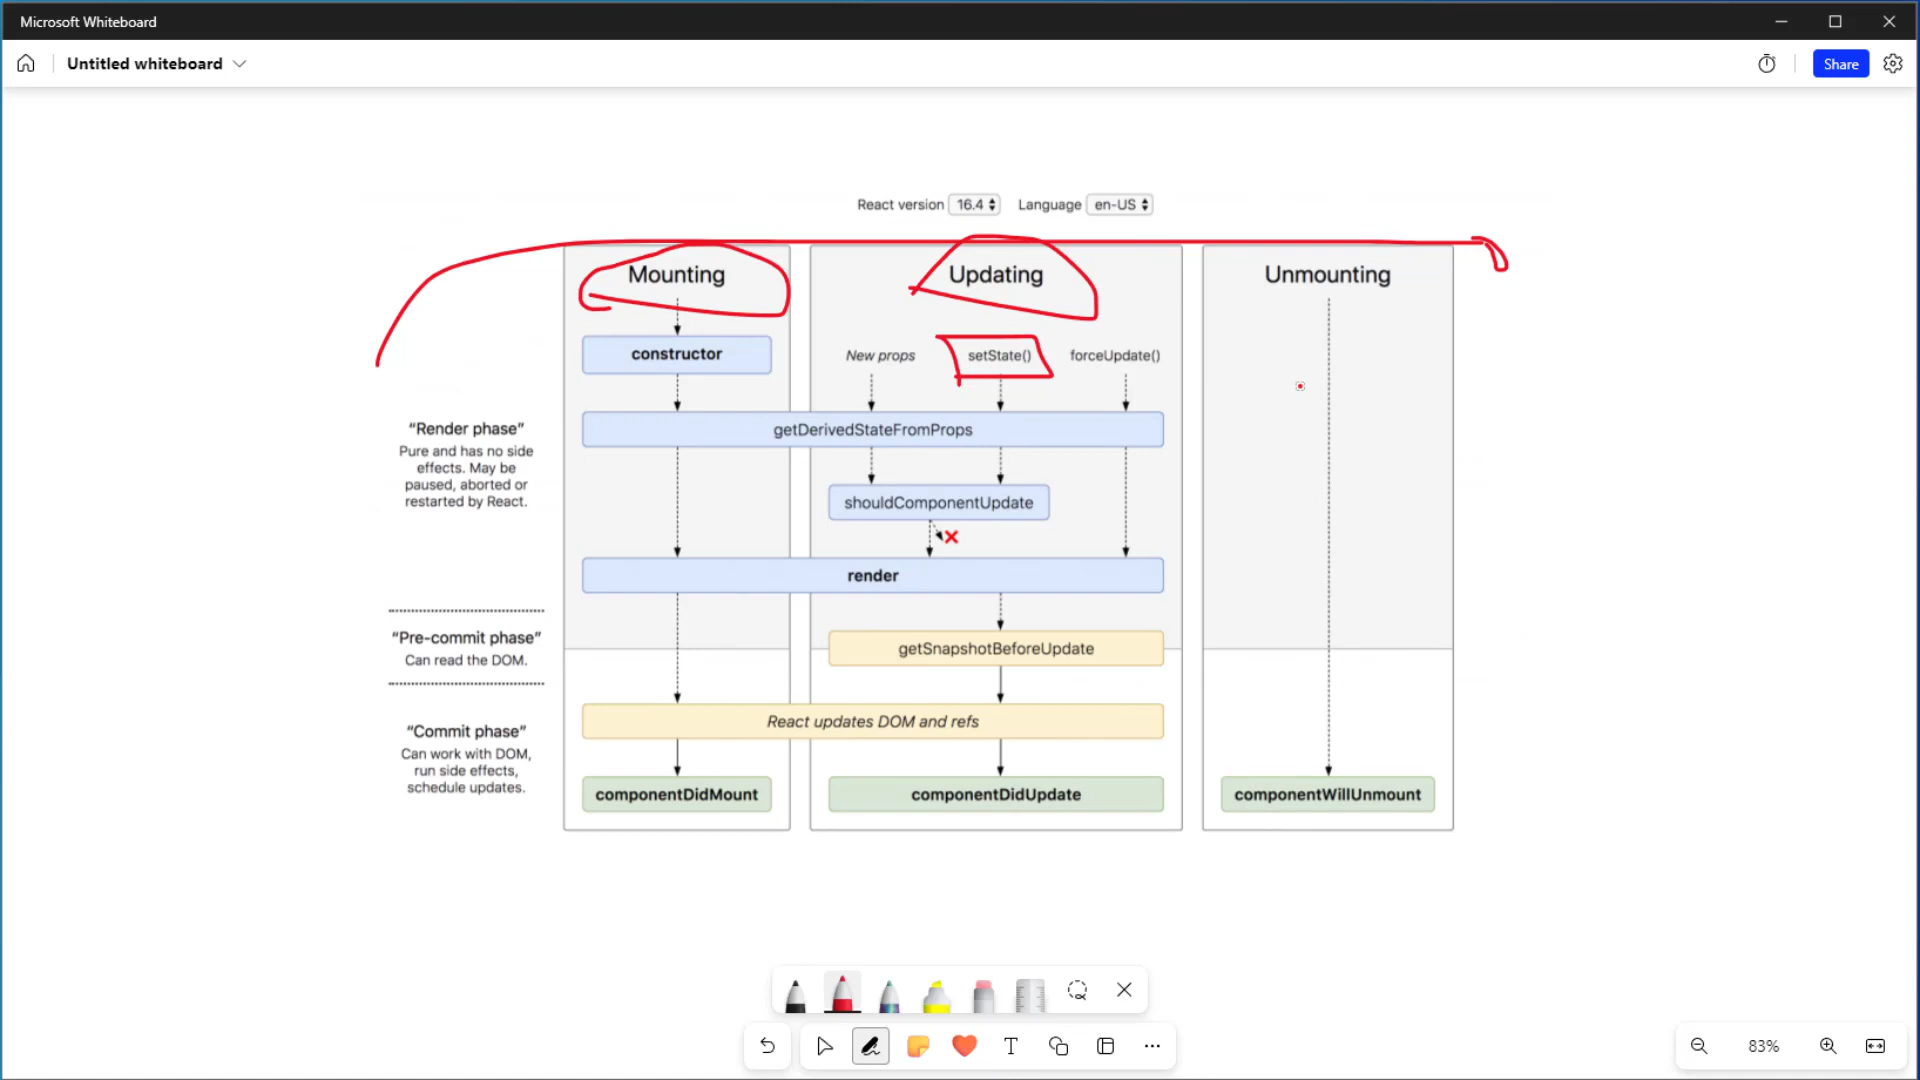 Microsoft Whiteboard
Untitled whiteboard
Share
React version 16.4 Language en-US
Mounting
Updating
Unmounting
constructor
New props
setState()
forceUpdate()
"Render phase"
Pure and has no side
effects. May be
paused, aborted or
restarted by React.
getDerivedStateFromProps
shouldComponentUpdate
render
"Pre-commit phase"
Can read the DOM.
getSnapshotBeforeUpdate
"Commit phase"
Can work with DOM,
run side effects,
schedule updates.
React updates DOM and refs
componentDidMount
componentDidUpdate
componentWillUnmount
83%